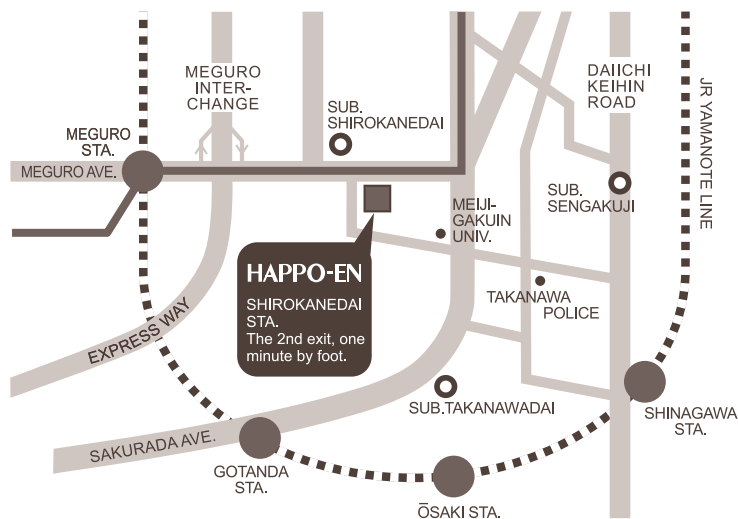 MEGURO
INTER-
CHANGE
DAIICHI
KEIHIN
ROAD
JR YAMANOTE LINE
SUB.
SHIROKANEDAI
MEGURO
STA.
MEGURO AVE.
SUB.
SENGAKUJI
MEIJI-
GAKUIN
UNIV.
HAPPO-EN
SHIROKANEDAI
STA.
The 2nd exit, one
minute by foot.
TAKANAWA
POLICE
EXPRESS WAY
SUB.TAKANAWADAI
SHINAGAWA
STA.
SAKURADA AVE.
GOTANDA
STA.
ŌSAKI STA.